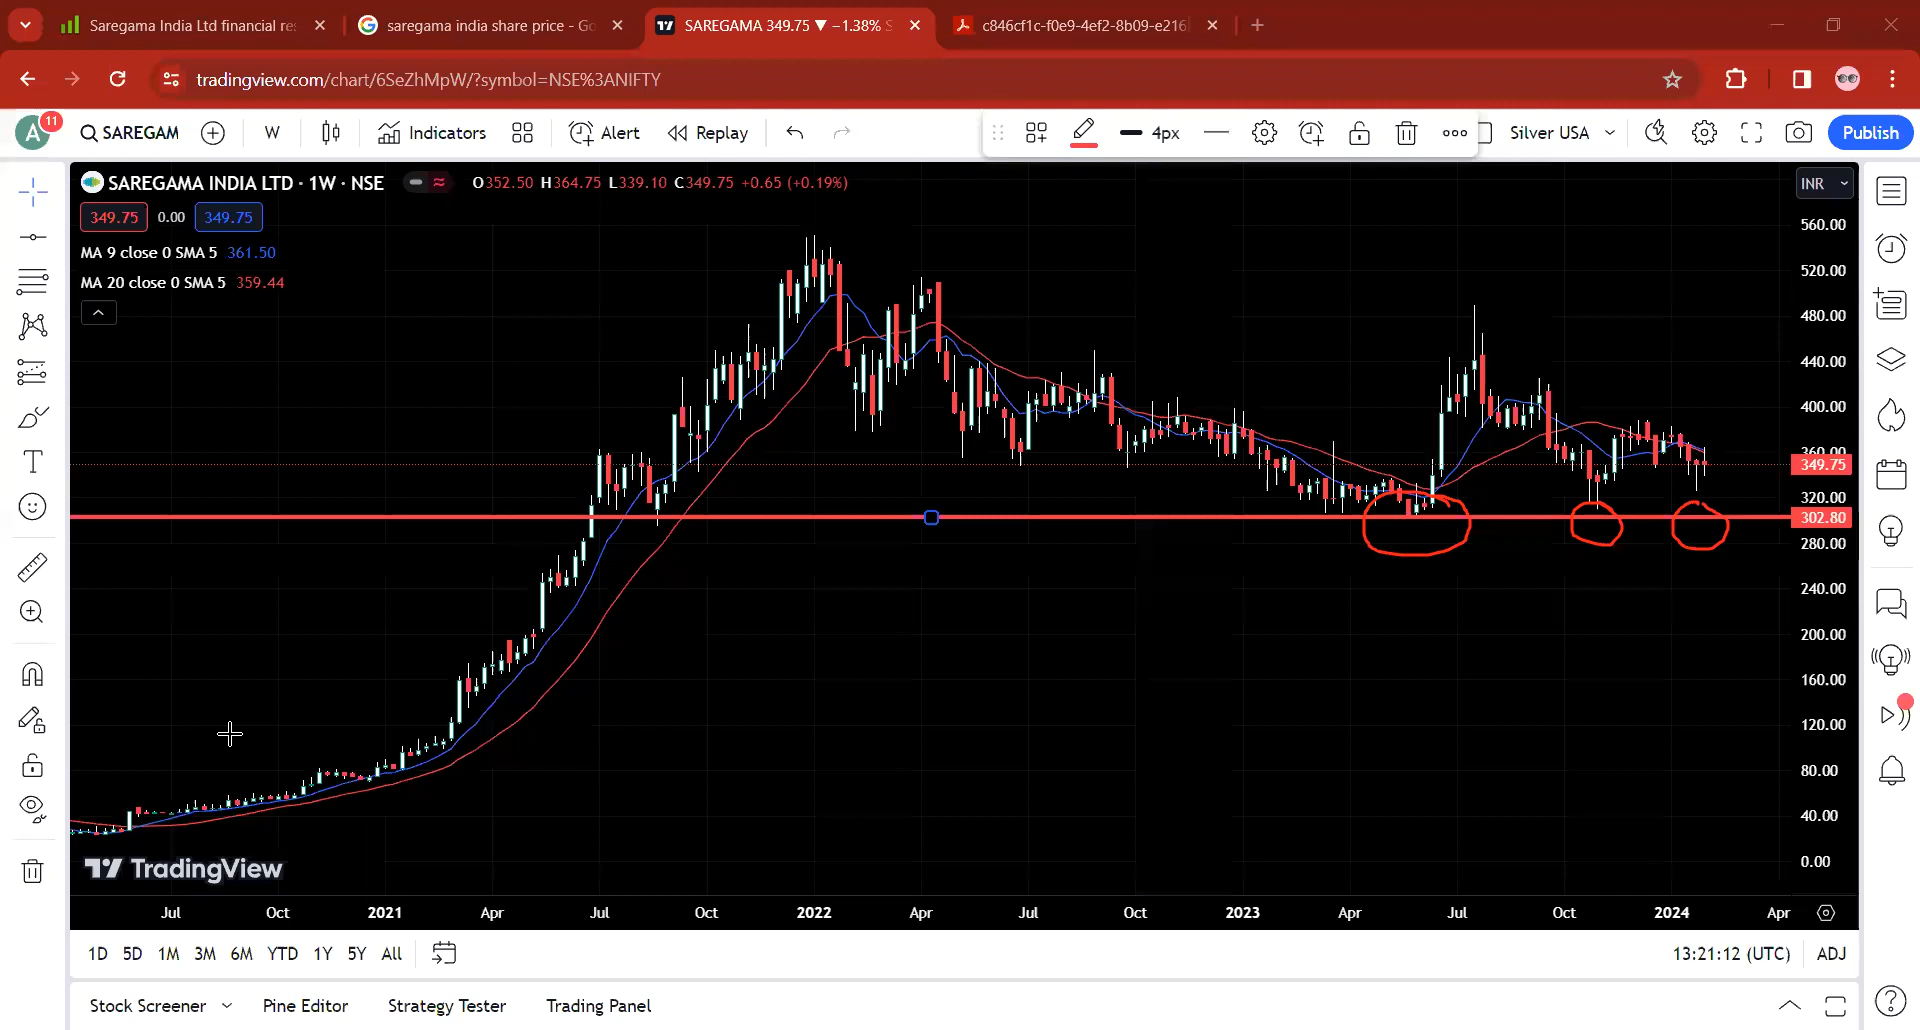 Saregama India Ltd financial re
saregama india share price - Go
SAREGAMA 349.75 ▼ −1.38% S
c846cf1c-f0e9-4ef2-8b09-e216
tradingview.com/chart/6SeZhMpW/?symbol=NSE%3ANIFTY
A 11 SAREGAM W Indicators Alert Replay 4px Silver USA Publish
SAREGAMA INDIA LTD · 1W · NSE O352.50 H364.75 L339.10 C349.75 +0.65 (+0.19%) INR
349.75 0.00 349.75
MA 9 close 0 SMA 5 361.50
MA 20 close 0 SMA 5 359.44
560.00
520.00
480.00
440.00
400.00
360.00
349.75
320.00
302.80
280.00
240.00
200.00
160.00
120.00
80.00
40.00
0.00
TradingView
Jul Oct 2021 Apr Jul Oct 2022 Apr Jul Oct 2023 Apr Jul Oct 2024 Apr
1D 5D 1M 3M 6M YTD 1Y 5Y All 13:21:12 (UTC) ADJ
Stock Screener Pine Editor Strategy Tester Trading Panel